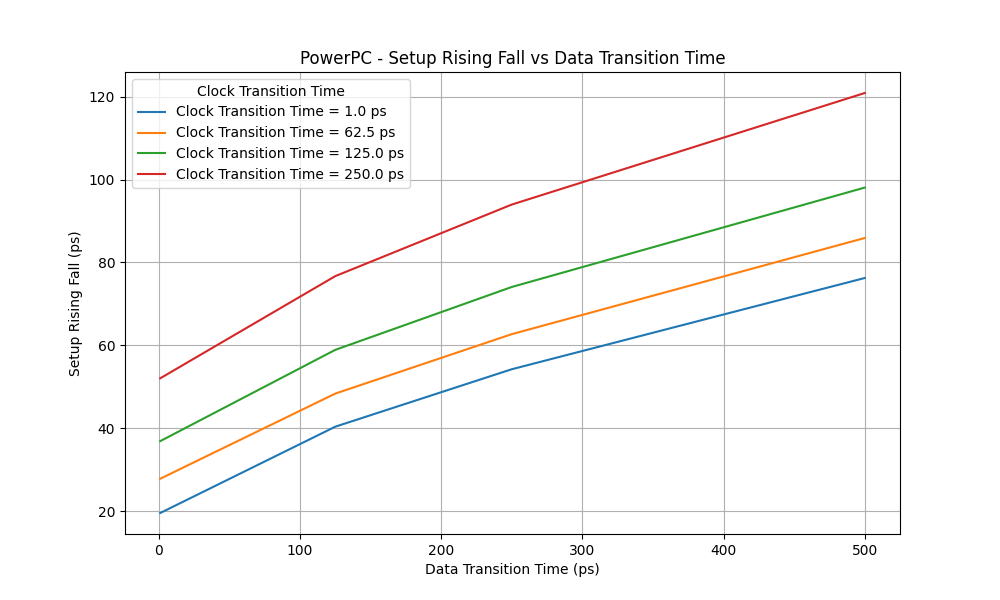 PowerPC - Setup Rising Fall vs Data Transition Time
Clock Transition Time
Clock Transition Time = 1.0 ps
Clock Transition Time = 62.5 ps
Clock Transition Time = 125.0 ps
Clock Transition Time = 250.0 ps
Setup Rising Fall (ps)
120
100
80
60
40
20
0 100 200 300 400 500
Data Transition Time (ps)